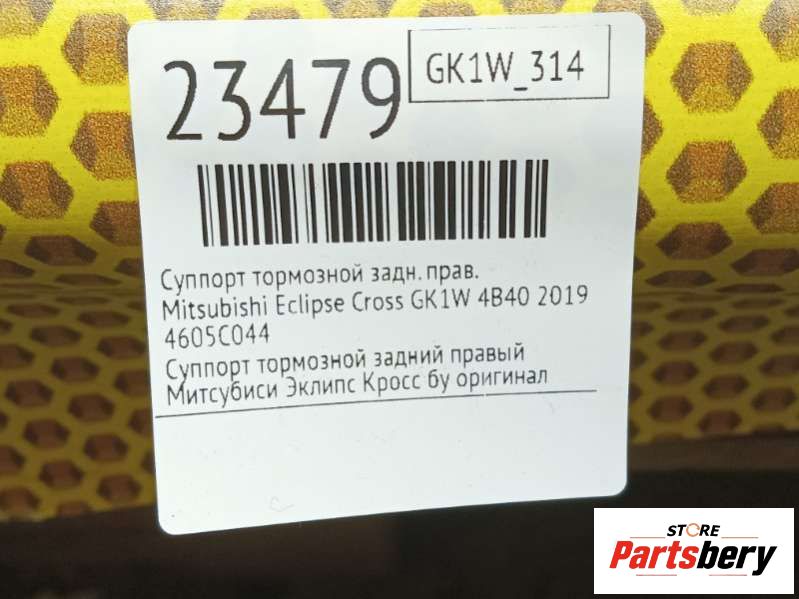 23479
GK1W_314
Суппорт тормозной задн. прав.
Mitsubishi Eclipse Cross GK1W 4B40 2019
4605C044
Суппорт тормозной задний правый
Митсубиси Эклипс Кросс бу оригинал
STORE
Partsbery